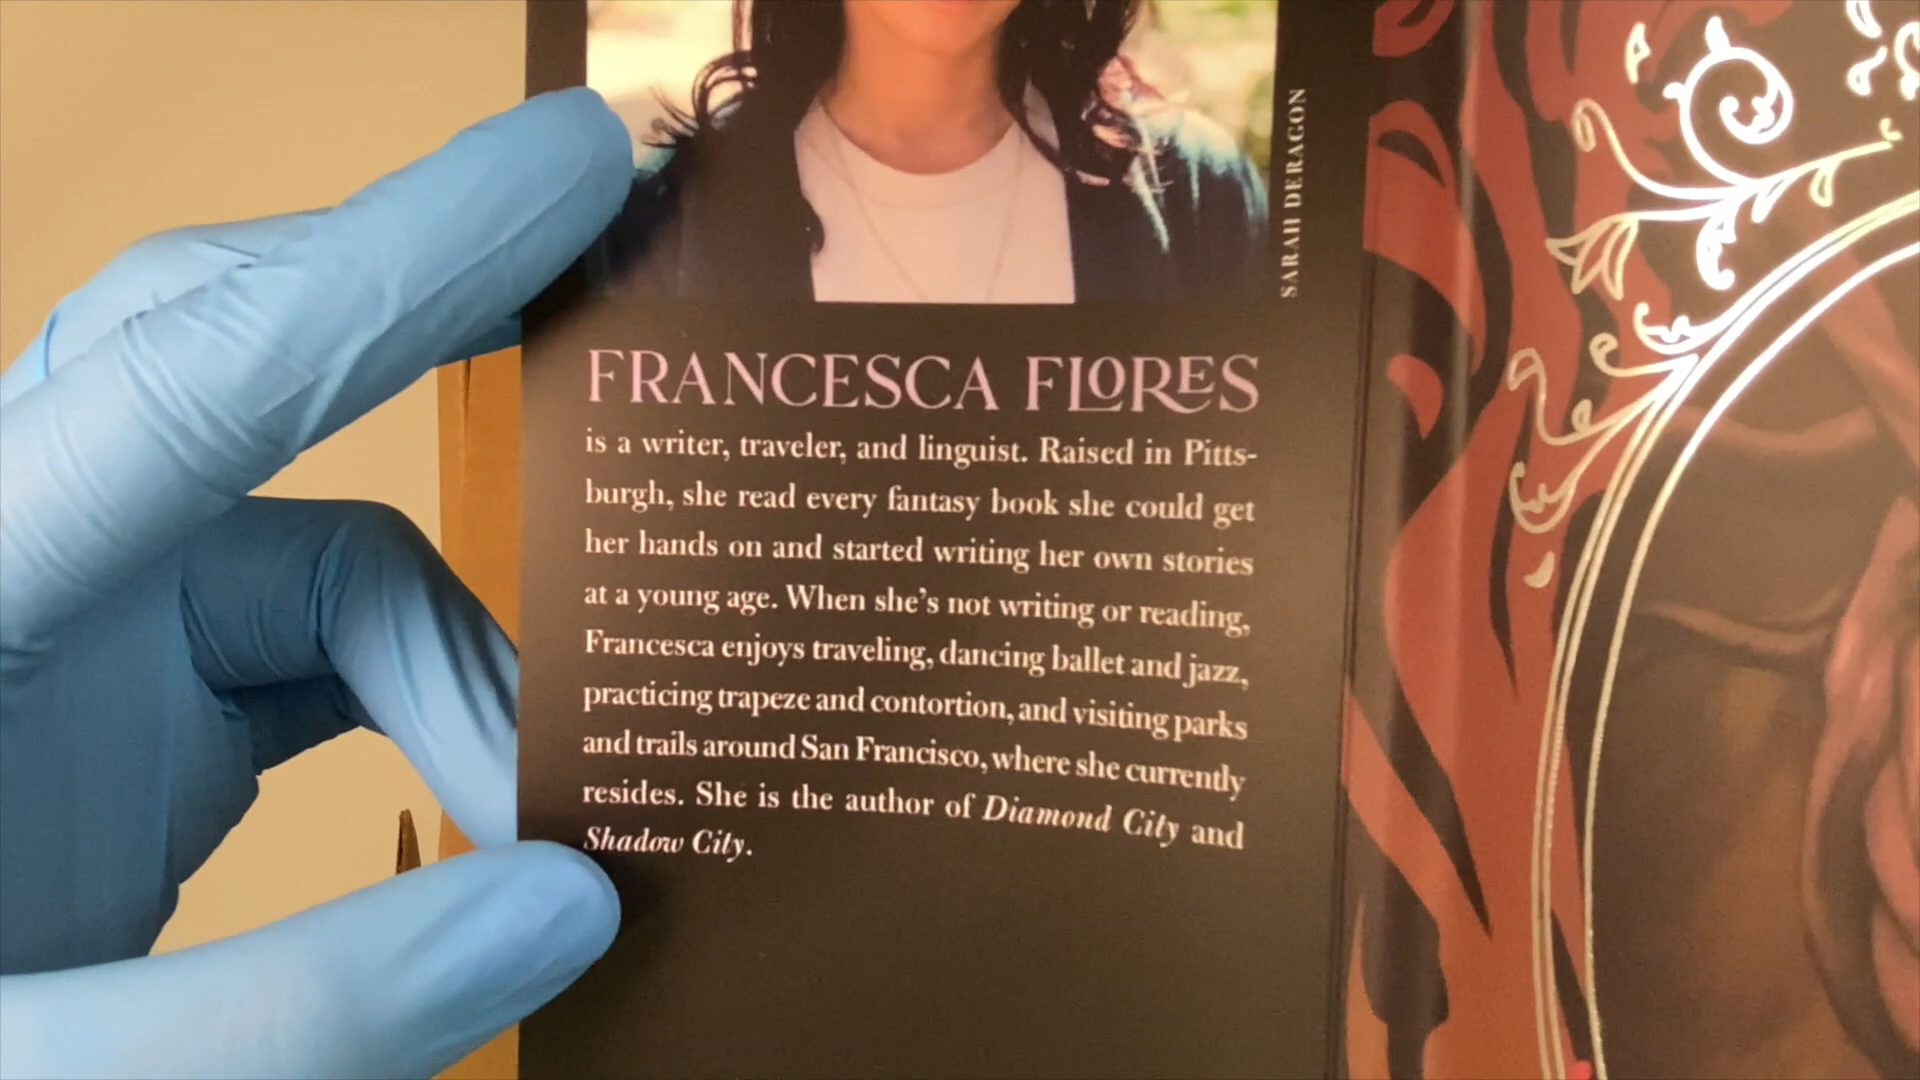 SARAH DERAGON
FRANCESCA FLORES
is a writer, traveler, and linguist. Raised in Pitts-
burgh, she read every fantasy book she could get
her hands on and started writing her own stories
at a young age. When she’s not writing or reading,
Francesca enjoys traveling, dancing ballet and jazz,
practicing trapeze and contortion, and visiting parks
and trails around San Francisco, where she currently
resides. She is the author of Diamond City and
Shadow City.